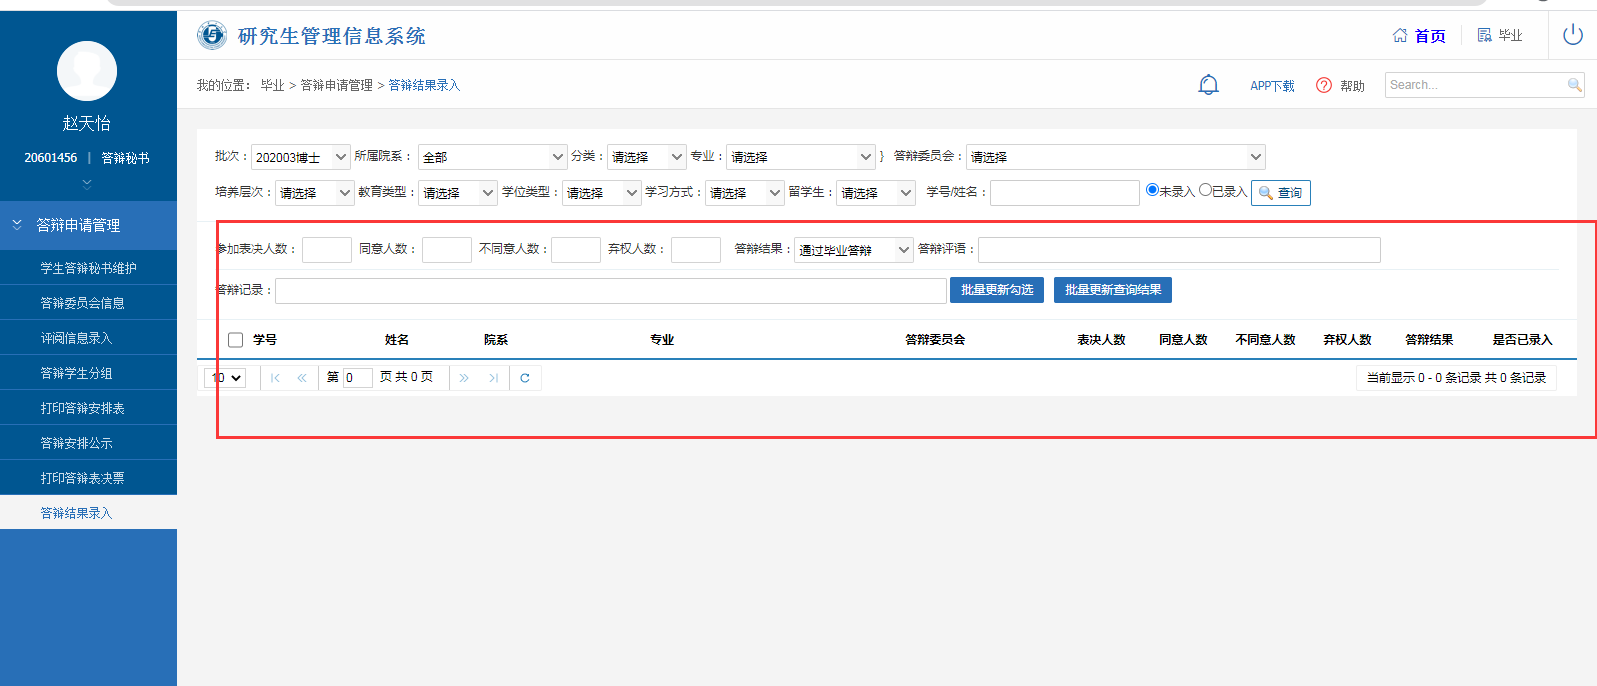 研究生管理信息系统
首页 毕业
赵天怡
20601456 | 答辩秘书
答辩申请管理
学生答辩秘书维护
答辩委员会信息
评阅信息录入
答辩学生分组
打印答辩安排表
答辩安排公示
打印答辩表决票
答辩结果录入
我的位置： 毕业 > 答辩申请管理 > 答辩结果录入
APP下载 帮助 Search...
批次： 202003博士 所属院系： 全部 分类： 请选择 专业： 请选择 } 答辩委员会： 请选择
培养层次： 请选择 教育类型： 请选择 学位类型： 请选择 学习方式： 请选择 留学生： 请选择 学号/姓名： 未录入 已录入 查询
参加表决人数： 同意人数： 不同意人数： 弃权人数： 答辩结果： 通过毕业答辩 答辩评语：
答辩记录： 批量更新勾选 批量更新查询结果
学号 姓名 院系 专业 答辩委员会 表决人数 同意人数 不同意人数 弃权人数 答辩结果 是否已录入
10 第 0 页 共 0 页 当前显示 0 - 0 条记录 共 0 条记录